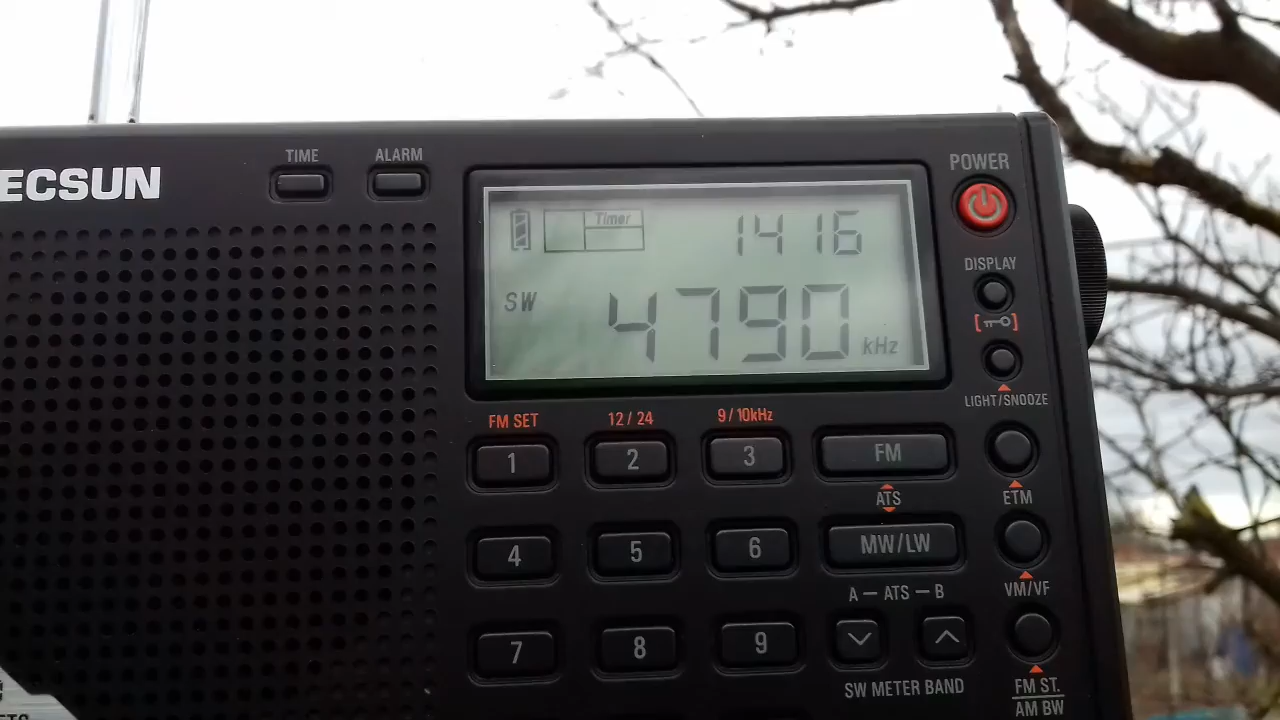 ECSUN
TIME
ALARM
POWER
Timer
1416
DISPLAY
SW
4790
kHz
LIGHT/SNOOZE
FM SET
12 / 24
9 / 10kHz
1
2
3
FM
ATS
ETM
4
5
6
MW/LW
A — ATS — B
VM/VF
7
8
9
SW METER BAND
FM ST.
AM BW